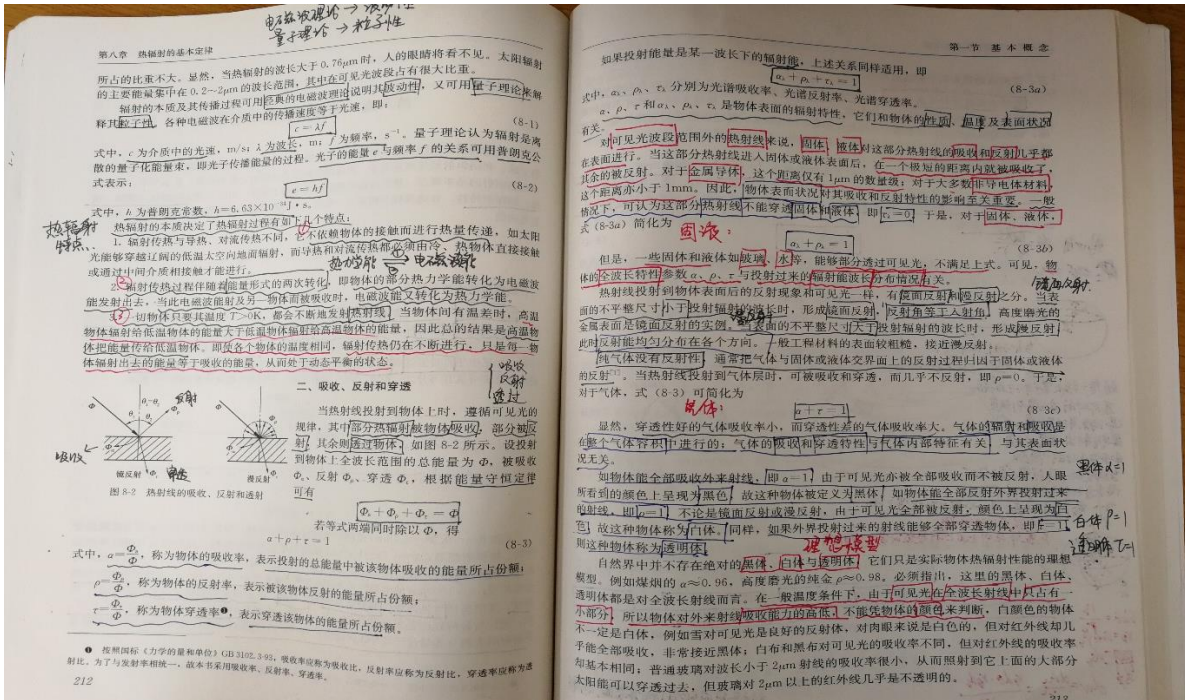 电磁波理论→波动性
量子理论→粒子性
第八章 热辐射的基本定律
所占的比重不大。显然，当热辐射的波长大于0.76μm时，人的眼睛将看不见。太阳辐射
的主要能量集中在0.2~2μm的波长范围，其中在可见光波段占有很大比重。
辐射的本质及其传播过程可用经典的电磁波理论说明其波动性，又可用量子理论来解
释其粒子性。各种电磁波在介质中的传播速度等于光速，即：
c=λf (8-1)
式中，c为介质中的光速，m/s；λ为波长，m；f为频率，s⁻¹。量子理论认为辐射是离
散的量子化能量束，即光子传播能量的过程。光子的能量e与频率f的关系可用普朗克公
式表示：
e=hf (8-2)
式中，h为普朗克常数，h=6.63×10⁻³⁴J·s。
热辐射的本质决定了热辐射过程有如下几个特点：
热辐射
特点
1. 辐射传热与导热、对流传热不同，它不依赖物体的接触而进行热量传递，如太阳
光能够穿越辽阔的低温太空向地面辐射，而导热和对流传热都必须由冷、热物体直接接触
或通过中间介质相接触才能进行。
热力学能 电磁波能
2. 辐射传热过程伴随着能量形式的两次转化，即物体的部分热力学能转化为电磁波
能发射出去，当此电磁波能射及另一物体而被吸收时，电磁波能又转化为热力学能。
3. 一切物体只要其温度T>0K，都会不断地发射热射线。当物体间有温差时，高温
物体辐射给低温物体的能量大于低温物体辐射给高温物体的能量，因此总的结果是高温物
体把能量传给低温物体。即使各个物体的温度相同，辐射传热仍在不断进行，只是每一物
体辐射出去的能量等于吸收的能量，从而处于动态平衡的状态。
吸收
反射
透过
二、吸收、反射和穿透
当热射线投射到物体上时，遵循可见光的
规律，其中部分热辐射被物体吸收，部分被反
射，其余则透过物体，如图8-2所示。设投射
到物体上全波长范围的总能量为Φ，被吸收
Φα、反射Φρ、穿透Φτ，根据能量守恒定律
可有
反射
吸收
穿透
镜反射 漫反射
图8-2 热射线的吸收、反射和透射
Φα+Φρ+Φτ=Φ
若等式两端同时除以Φ，得
α+ρ+τ=1 (8-3)
式中，α=Φα/Φ，称为物体的吸收率，表示投射的总能量中被该物体吸收的能量所占份额；
ρ=Φρ/Φ，称为物体的反射率，表示被该物体反射的能量所占份额；
τ=Φτ/Φ，称为物体穿透率❶，表示穿透该物体的能量所占份额。
❶ 按照国标《力学的量和单位》GB 3102.3-93，吸收率应称为吸收比，反射率应称为反射比，穿透率应称为透
射比。为了与发射率相统一，故本书采用吸收率、反射率、穿透率。
212
第一节 基本概念
如果投射能量是某一波长下的辐射能，上述关系同样适用，即
αλ+ρλ+τλ=1 (8-3a)
式中，αλ、ρλ、τλ分别为光谱吸收率、光谱反射率、光谱穿透率。
α、ρ、τ和αλ、ρλ、τλ是物体表面的辐射特性，它们和物体的性质、温度及表面状况
有关。
对可见光波段范围外的热射线来说，固体、液体对这部分热射线的吸收和反射几乎都
在表面进行。当这部分热射线进入固体或液体表面后，在一个极短的距离内就被吸收了，
其余的被反射。对于金属导体，这个距离仅有1μm的数量级；对于大多数非导电体材料，
这个距离亦小于1mm。因此，物体表面状况对其吸收和反射特性的影响至关重要，一般
情况下，可认为这部分热射线不能穿透固体和液体，即τλ=0。于是，对于固体、液体，
式（8-3a）简化为
固液：
αλ+ρλ=1 (8-3b)
但是，一些固体和液体如玻璃、水等，能够部分透过可见光，不满足上式。可见，物
体的全波长特性参数α、ρ、τ与投射过来的辐射能波长分布情况有关。
镜面反射
热射线投射到物体表面后的反射现象和可见光一样，有镜面反射和漫反射之分。当表
面的不平整尺寸小于投射辐射的波长时，形成镜面反射，反射角等于入射角。高度磨光的
漫反射
金属表面是镜面反射的实例。当表面的不平整尺寸大于投射辐射的波长时，形成漫反射，
此时反射能均匀分布在各个方向。一般工程材料的表面较粗糙，接近漫反射。
纯气体没有反射性，通常把气体与固体或液体交界面上的反射过程归因于固体或液体
的反射。当热射线投射到气体层时，可被吸收和穿透，而几乎不反射，即ρ=0。于是，
对于气体，式（8-3）可简化为
气体：
α+τ=1 (8-3c)
显然，穿透性好的气体吸收率小，而穿透性差的气体吸收率大。气体的辐射和吸收是
在整个气体容积中进行的；气体的吸收和穿透特性与气体内部特征有关，与其表面状
况无关。
如物体能全部吸收外来射线，即α=1，由于可见光亦被全部吸收而不被反射，人眼
所看到的颜色上呈现为黑色，故这种物体被定义为黑体。如物体能全部反射外界投射过来
的射线，即ρ=1，不论是镜面反射或漫反射，由于可见光全部被反射，颜色上呈现为白
色，故这种物体称为白体。同样，如果外界投射过来的射线能够全部穿透物体，即τ=1，
则这种物体称为透明体。
黑体α=1
白体ρ=1
透明体τ=1
理想模型
自然界中并不存在绝对的黑体、白体与透明体，它们只是实际物体热辐射性能的理想
模型。例如煤烟的α≈0.96，高度磨光的纯金ρ≈0.98。必须指出，这里的黑体、白体、
透明体都是对全波长射线而言。在一般温度条件下，由于可见光在全波长射线中只占有一
小部分，所以物体对外来射线吸收能力的高低，不能凭物体的颜色来判断，白颜色的物体
不一定是白体，例如雪对可见光是良好的反射体，对肉眼来说是白色的，但对红外线却几
乎能全部吸收，非常接近黑体；白布和黑布对可见光的吸收率不同，但对红外线的吸收率
却基本相同；普通玻璃对波长小于2μm射线的吸收率很小，从而照射到它上面的大部分
太阳能可以穿透过去，但玻璃对2μm以上的红外线几乎是不透明的。